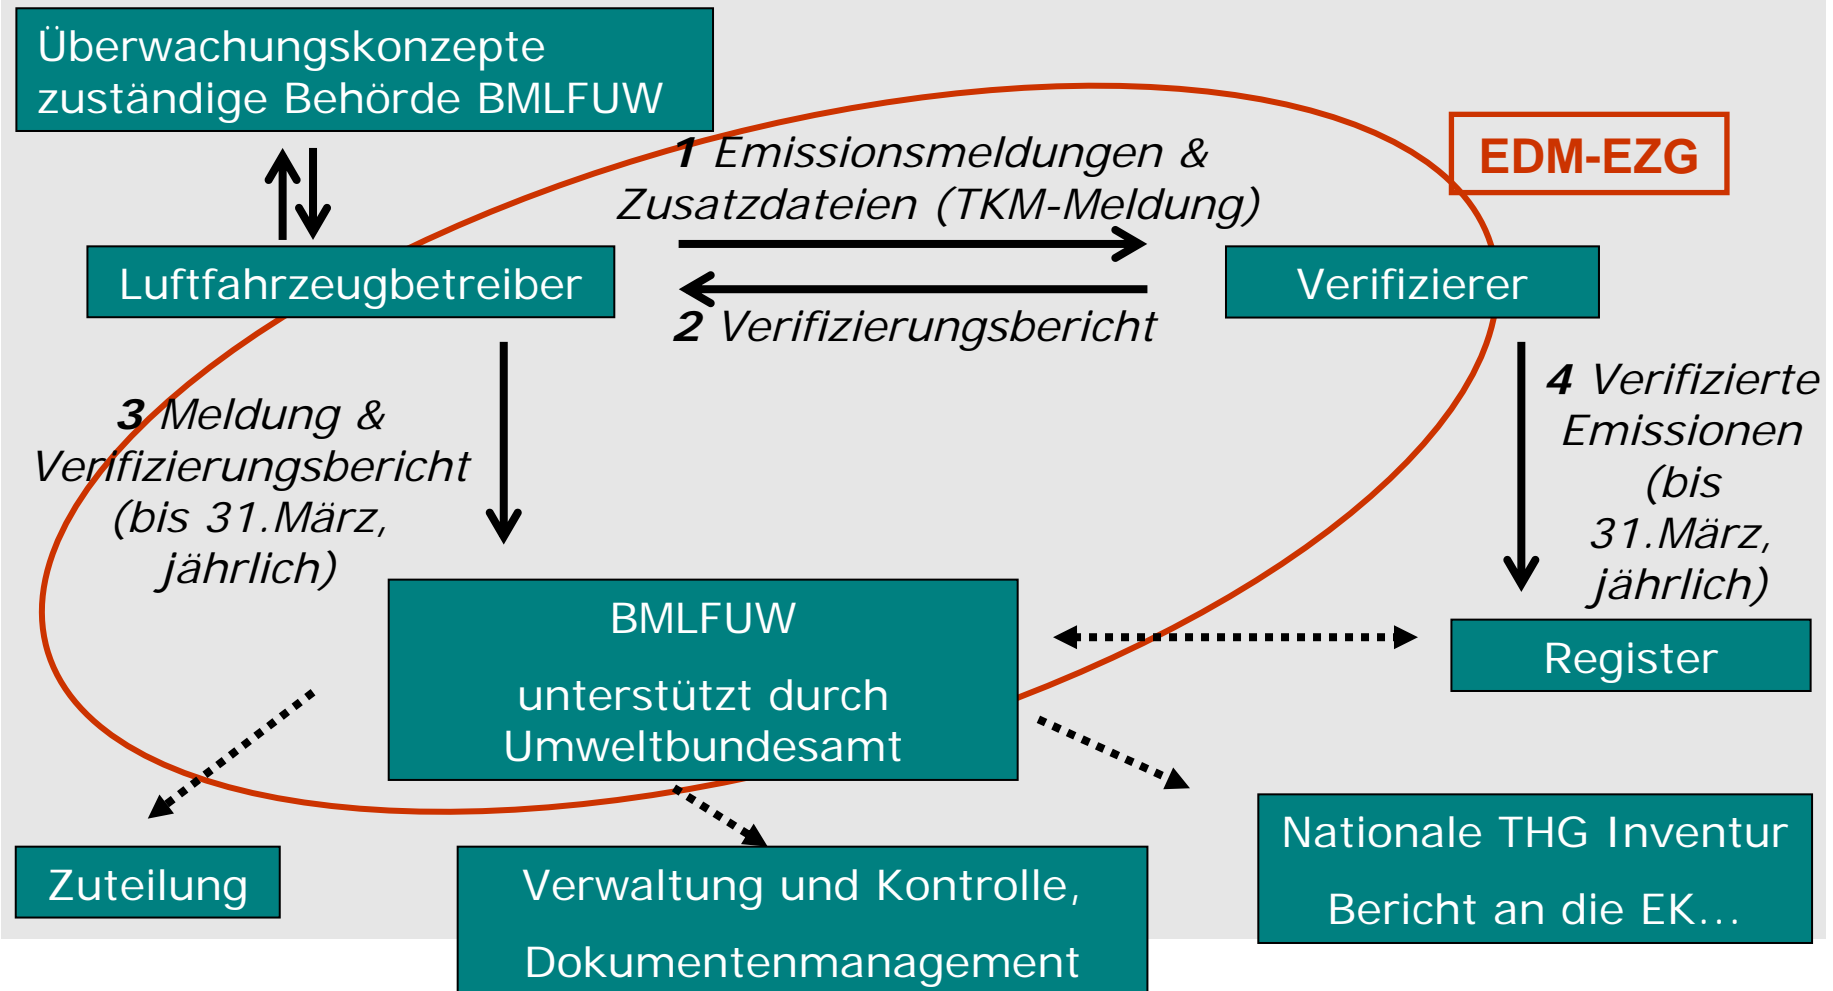 Überwachungskonzepte
zuständige Behörde BMLFUW
EDM-EZG
1 Emissionsmeldungen &
Zusatzdateien (TKM-Meldung)
Luftfahrzeugbetreiber
Verifizierer
2 Verifizierungsbericht
3 Meldung &
Verifizierungsbericht
(bis 31.März,
jährlich)
4 Verifizierte
Emissionen
(bis
31.März,
jährlich)
BMLFUW
unterstützt durch
Umweltbundesamt
Register
Zuteilung
Verwaltung und Kontrolle,
Dokumentenmanagement
Nationale THG Inventur
Bericht an die EK...